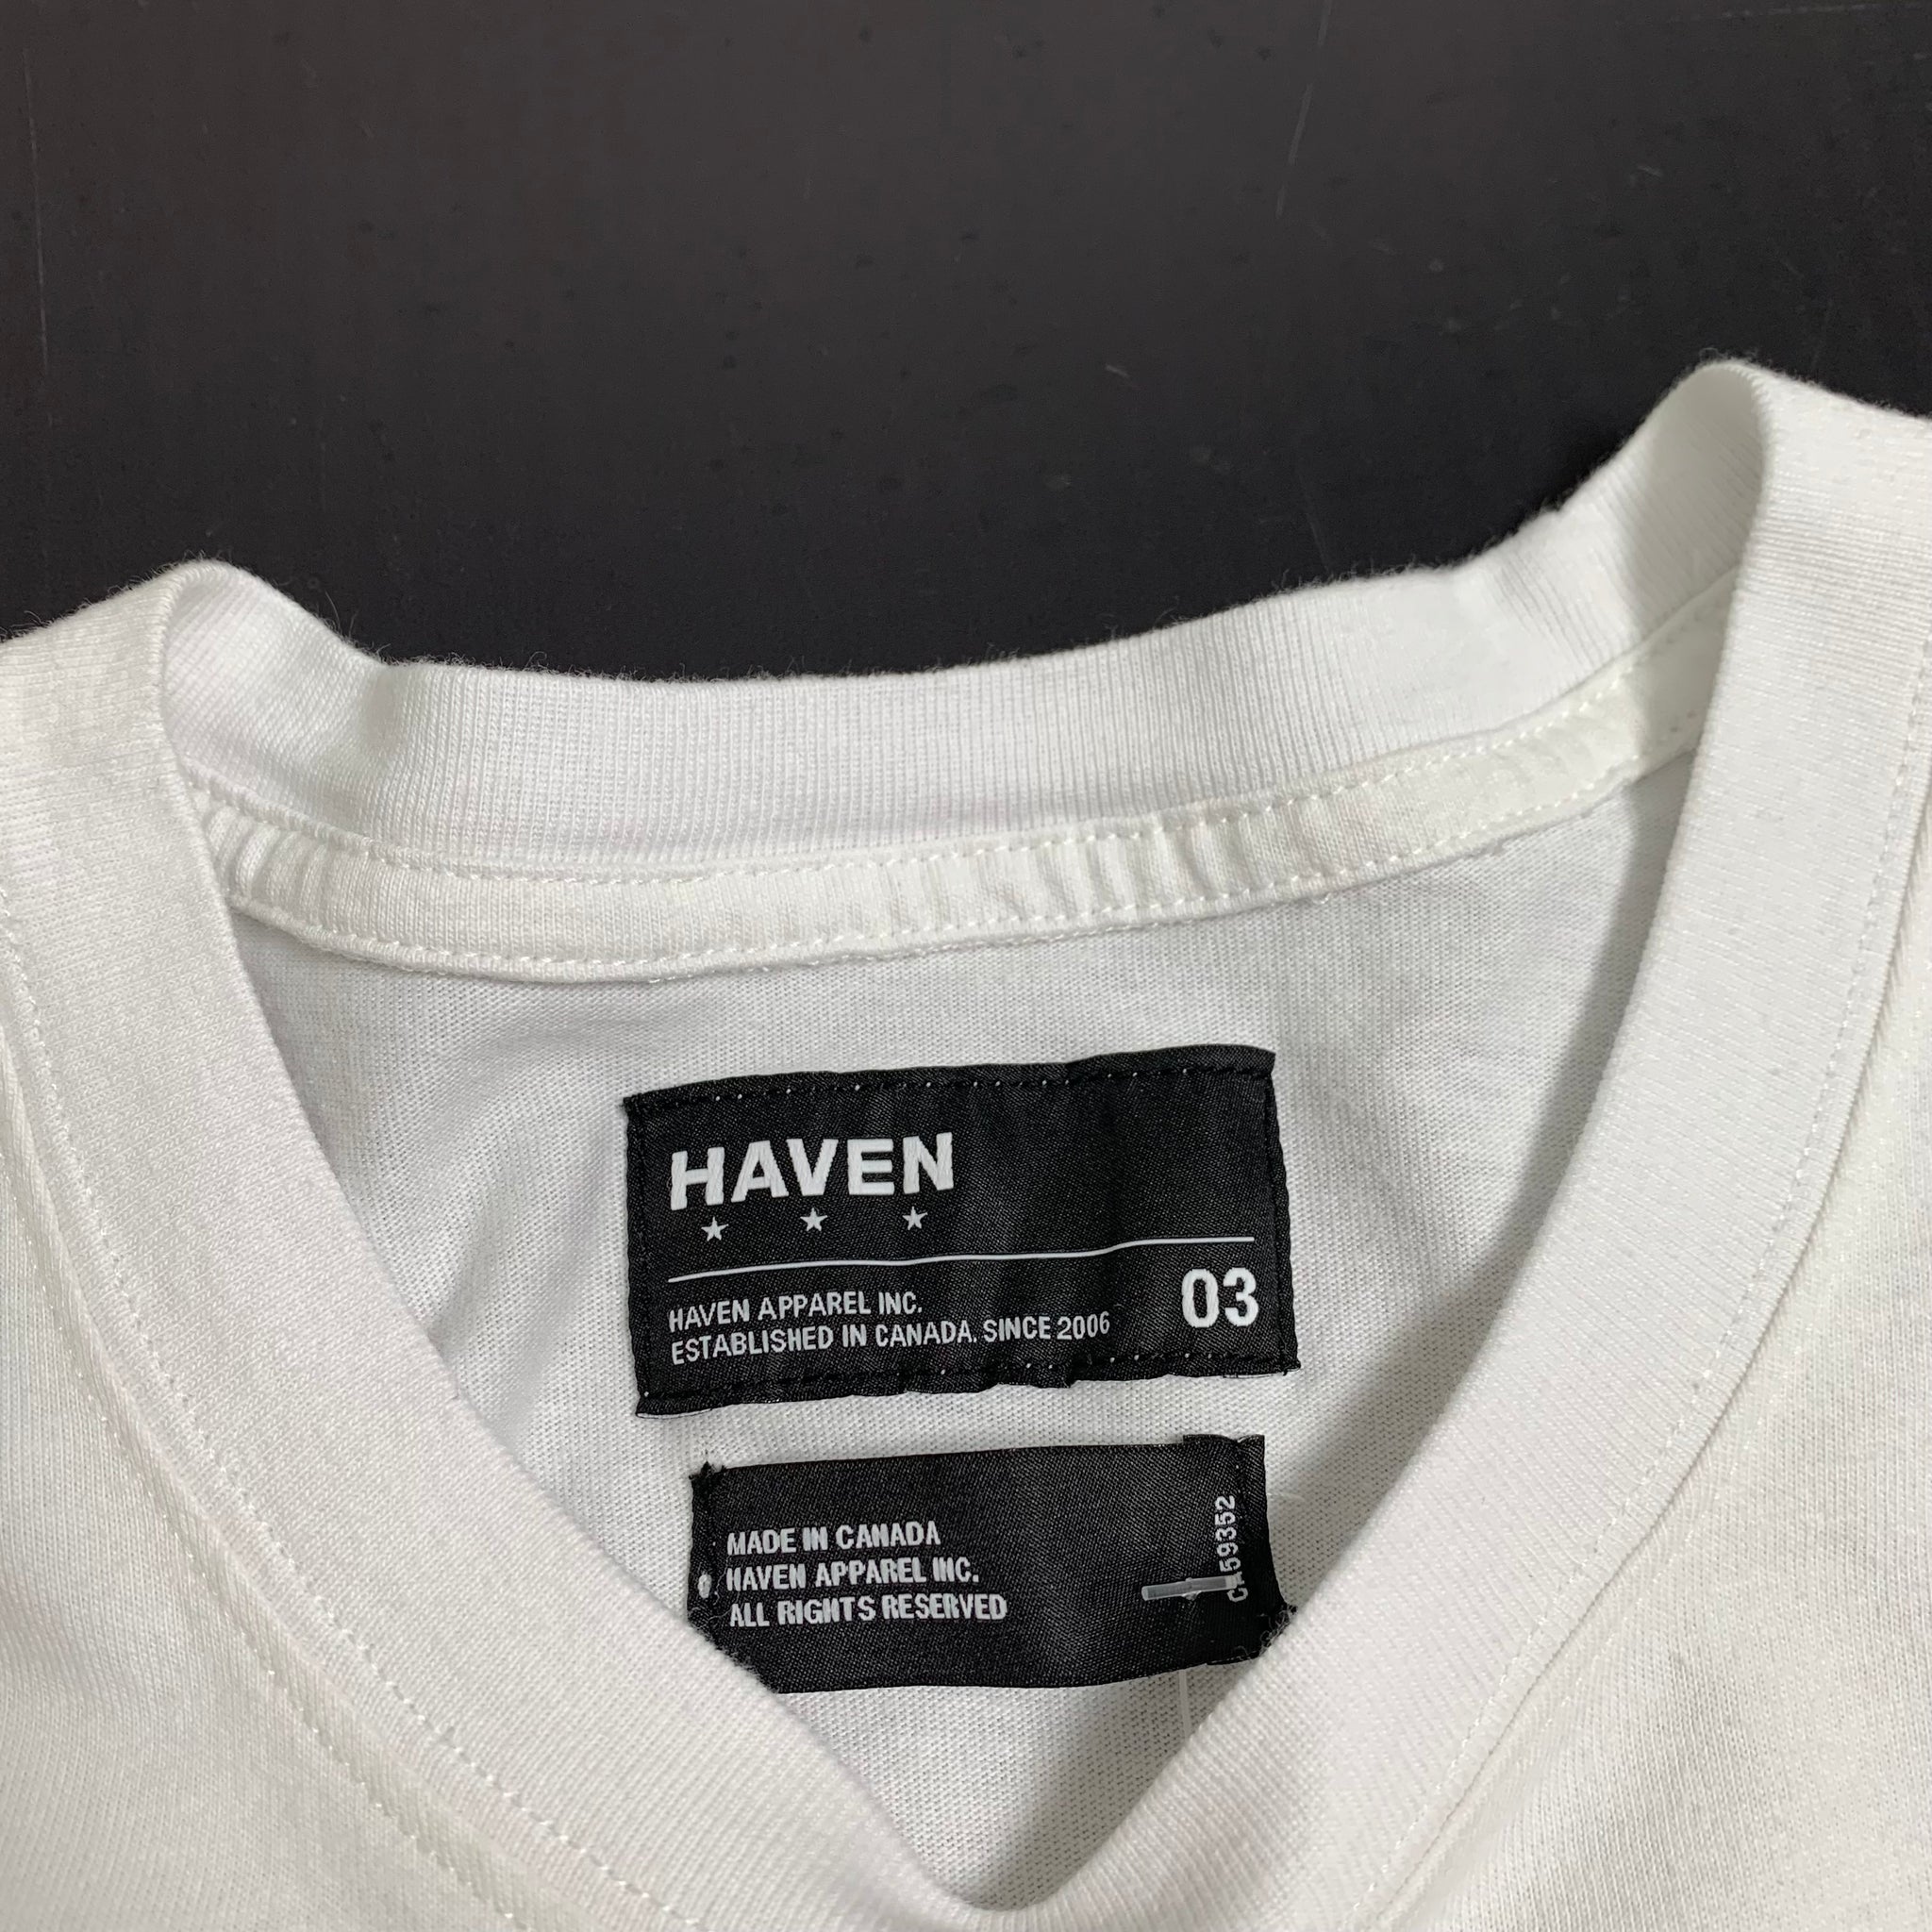 HAVEN
03
HAVEN APPAREL INC.
ESTABLISHED IN CANADA. SINCE 2006
MADE IN CANADA
HAVEN APPAREL INC.
ALL RIGHTS RESERVED
CA59352